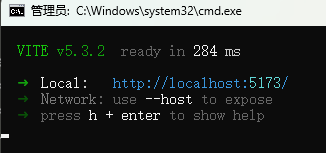 管理员: C:\Windows\system32\cmd.exe
VITE v5.3.2 ready in 284 ms
➜ Local: http://localhost:5173/
➜ Network: use --host to expose
➜ press h + enter to show help